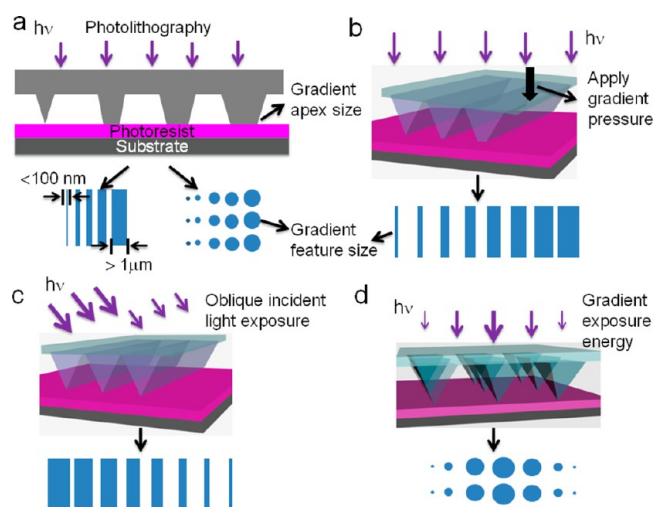 a
Photolithography
hν
Gradient
apex size
Photoresist
Substrate
<100 nm
> 1μm
Gradient
feature size
b
hν
Apply
gradient
pressure
c
hν
Oblique incident
light exposure
d
hν
Gradient
exposure
energy